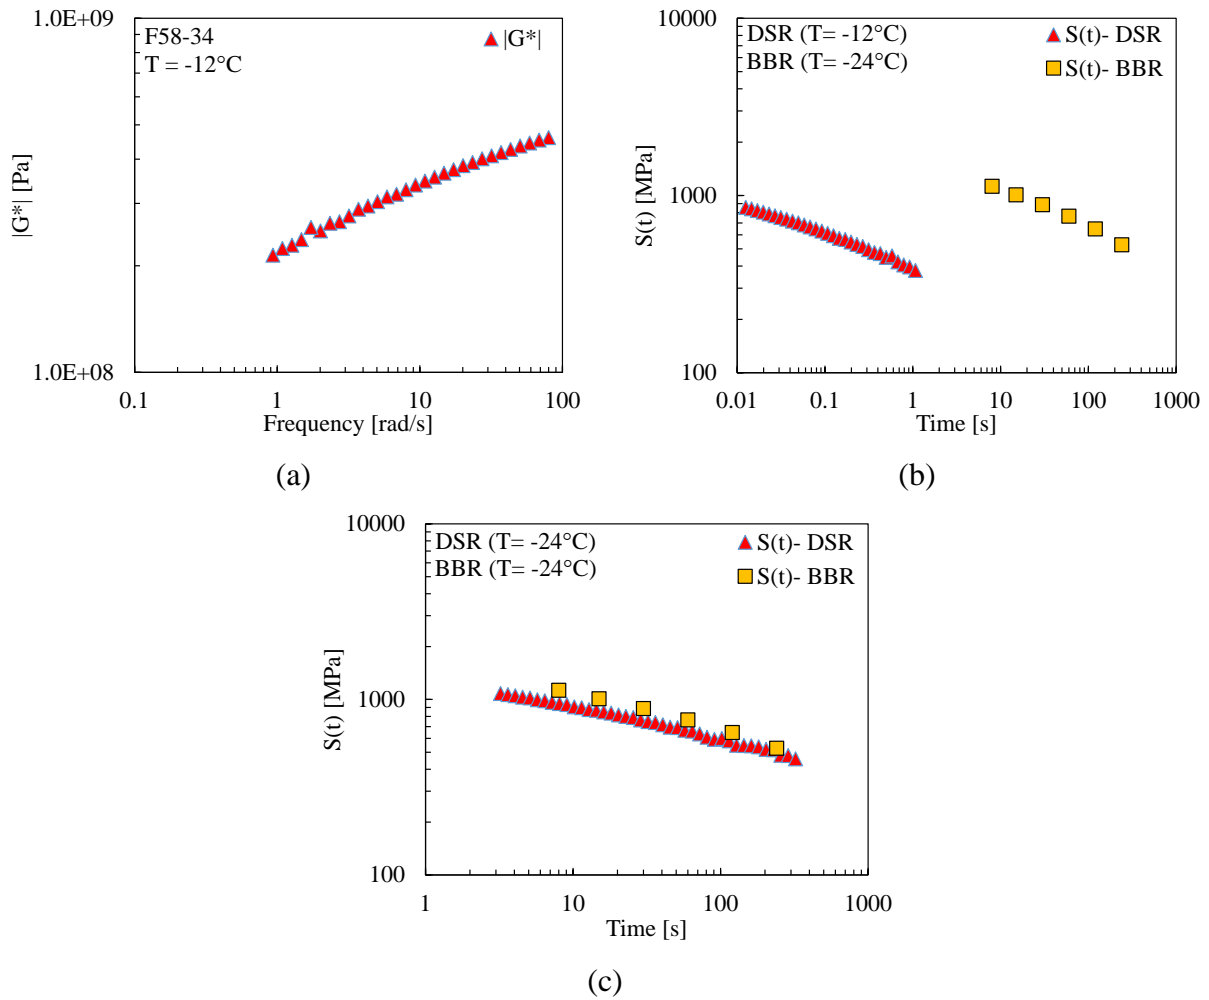 1.0E+09
F58-34
T = -12°C
|G*|
|G*| [Pa]
1.0E+08
0.1
1
10
100
Frequency [rad/s]
(a)
10000
DSR (T= -12°C)
BBR (T= -24°C)
S(t)- DSR
S(t)- BBR
S(t) [MPa]
1000
100
0.01
0.1
1
10
100
1000
Time [s]
(b)
10000
DSR (T= -24°C)
BBR (T= -24°C)
S(t)- DSR
S(t)- BBR
S(t) [MPa]
1000
100
1
10
100
1000
Time [s]
(c)